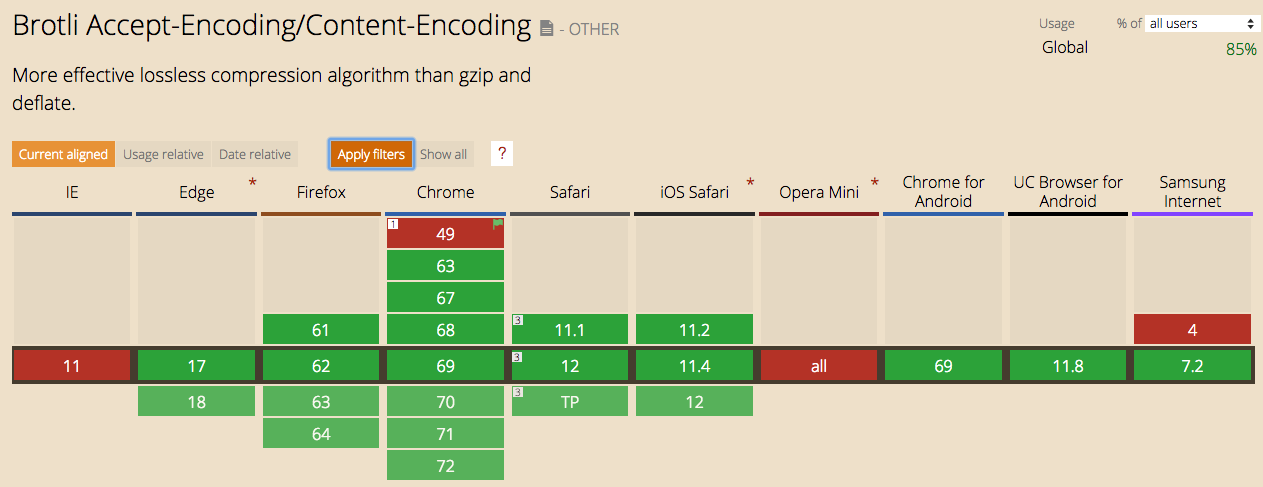 Brotli Accept-Encoding/Content-Encoding - OTHER
Usage % of all users
Global 85%
More effective lossless compression algorithm than gzip and
deflate.
Current aligned Usage relative Date relative Apply filters Show all ?
IE Edge * Firefox Chrome Safari iOS Safari * Opera Mini * Chrome for Android UC Browser for Android Samsung Internet
1 49
63
67
61 68 3 11.1 11.2 4
11 17 62 69 3 12 11.4 all 69 11.8 7.2
18 63 70 3 TP 12
64 71
72